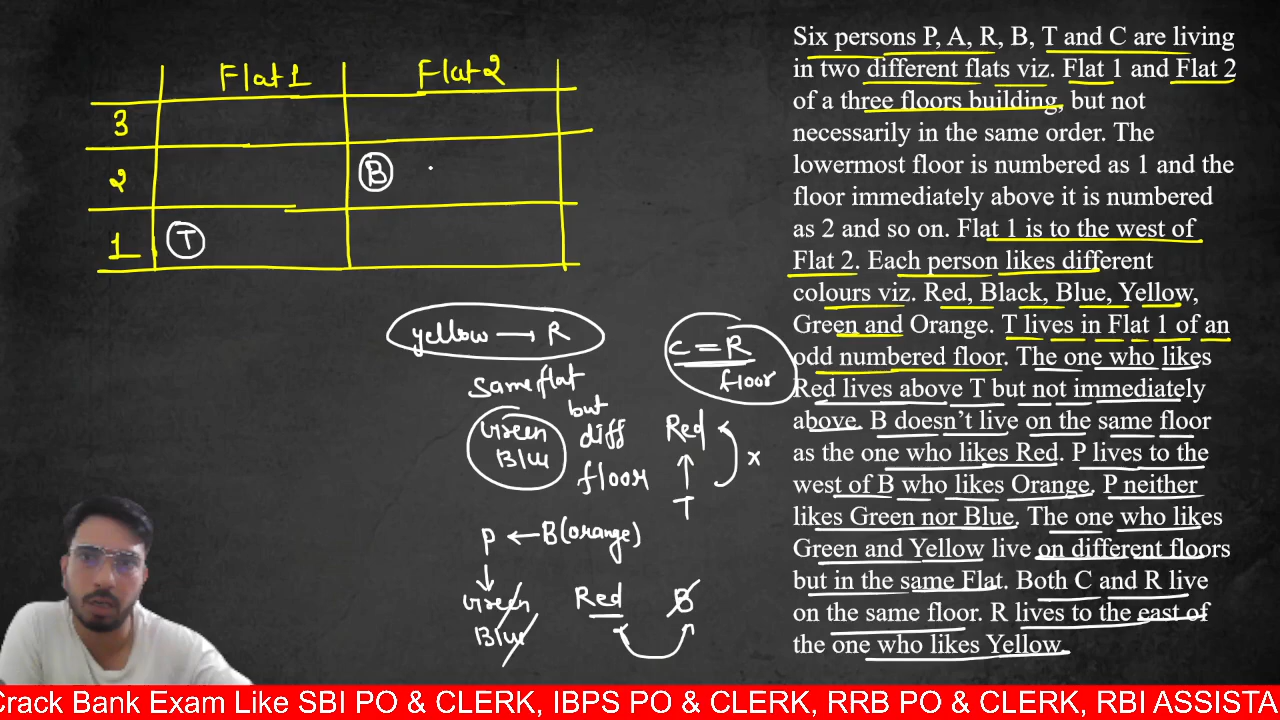 Flat 1 Flat 2
3
2 B
1 T
yellow → R
Same flat
but
diff
floor
Green
Blue
C = R
floor
Red
↑
T
x
P ← B(orange)
↓
Green
Blue
Red B
Six persons P, A, R, B, T and C are living
in two different flats viz. Flat 1 and Flat 2
of a three floors building, but not
necessarily in the same order. The
lowermost floor is numbered as 1 and the
floor immediately above it is numbered
as 2 and so on. Flat 1 is to the west of
Flat 2. Each person likes different
colours viz. Red, Black, Blue, Yellow,
Green and Orange. T lives in Flat 1 of an
odd numbered floor. The one who likes
Red lives above T but not immediately
above. B doesn’t live on the same floor
as the one who likes Red. P lives to the
west of B who likes Orange. P neither
likes Green nor Blue. The one who likes
Green and Yellow live on different floors
but in the same Flat. Both C and R live
on the same floor. R lives to the east of
the one who likes Yellow.
Crack Bank Exam Like SBI PO & CLERK, IBPS PO & CLERK, RRB PO & CLERK, RBI ASSISTA